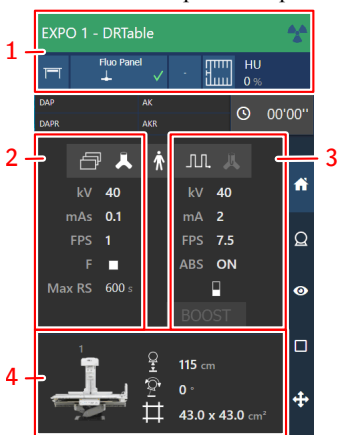 EXPO 1 - DRTable
1
Fluo Panel
HU
0 %
DAP AK
DAPR AKR
00'00''
2 3
kV 40 kV 40
mAs 0.1 mA 2
FPS 1 FPS 7.5
F ABS ON
Max RS 600 s
BOOST
1
115 cm
0 °
4
43.0 x 43.0 cm²